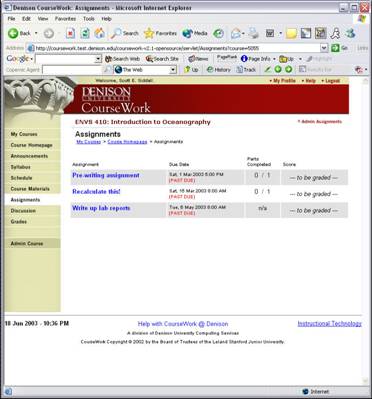 Denison CourseWork: Assignments - Microsoft Internet Explorer
File Edit View Favorites Tools Help
Back Search Favorites
Address http://coursework.test.denison.edu/coursework-v2.1-opensource/servlet/Assignments?course=5055 Go Links
Google Search Web Search Site News PageRank Page Info Up
Copernic Agent The Web Up History Track
Welcome, Scott E. Siddall. My Profile Help Logout
DENISON
UNIVERSITY
COURSEWORK
ENVS 410: Introduction to Oceanography Admin Assignments
My Courses
Course Homepage
Announcements
Syllabus
Schedule
Course Materials
Assignments
Discussion
Grades
Admin Course
Assignments
My Courses > Course Homepage > Assignments
Assignment Due Date Parts Completed Score
Pre-writing assignment Sat, 1 Mar 2003 5:00 PM 0 / 1 --- to be graded ---
(PAST DUE)
Recalculate this! Sat, 15 Mar 2003 8:00 AM 0 / 1 --- to be graded ---
(PAST DUE)
Write up lab reports Tue, 6 May 2003 8:00 AM n/a --- to be graded ---
(PAST DUE)
18 Jun 2003 - 10:36 PM Help with CourseWork @ Denison Instructional Technology
A division of Denison University Computing Services
CourseWork Copyright © 2002 by the Board of Trustees of the Leland Stanford Junior University.
Internet